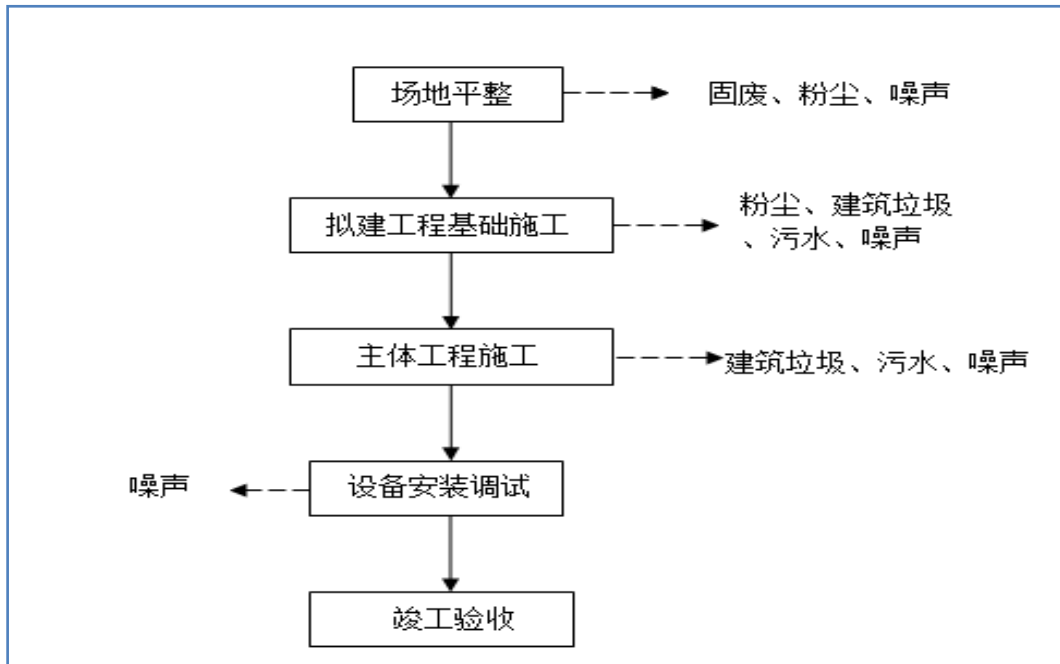 场地平整
固废、粉尘、噪声
拟建工程基础施工
粉尘、建筑垃圾
、污水、噪声
主体工程施工
建筑垃圾、污水、噪声
噪声
设备安装调试
竣工验收